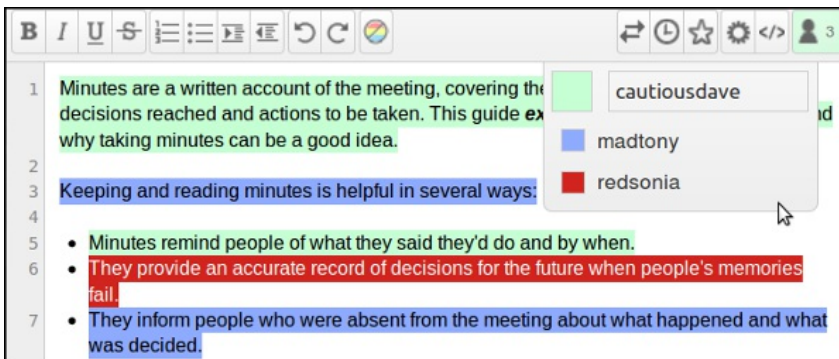 B I U S </> 3
1 Minutes are a written account of the meeting, covering the
cautiousdave
decisions reached and actions to be taken. This guide ex
why taking minutes can be a good idea.
madtony
2
3 Keeping and reading minutes is helpful in several ways:
redsonia
4
5 • Minutes remind people of what they said they'd do and by when.
6 • They provide an accurate record of decisions for the future when people's memories
fail.
7 • They inform people who were absent from the meeting about what happened and what
was decided.